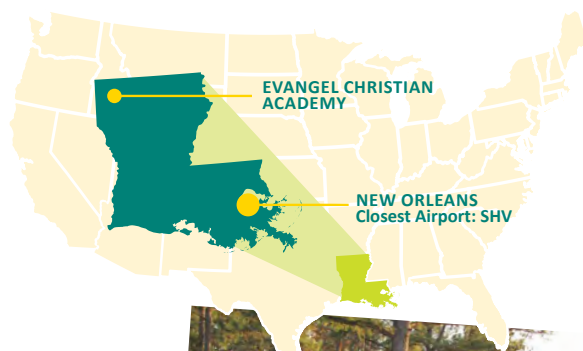 EVANGEL CHRISTIAN
ACADEMY
NEW ORLEANS
Closest Airport: SHV